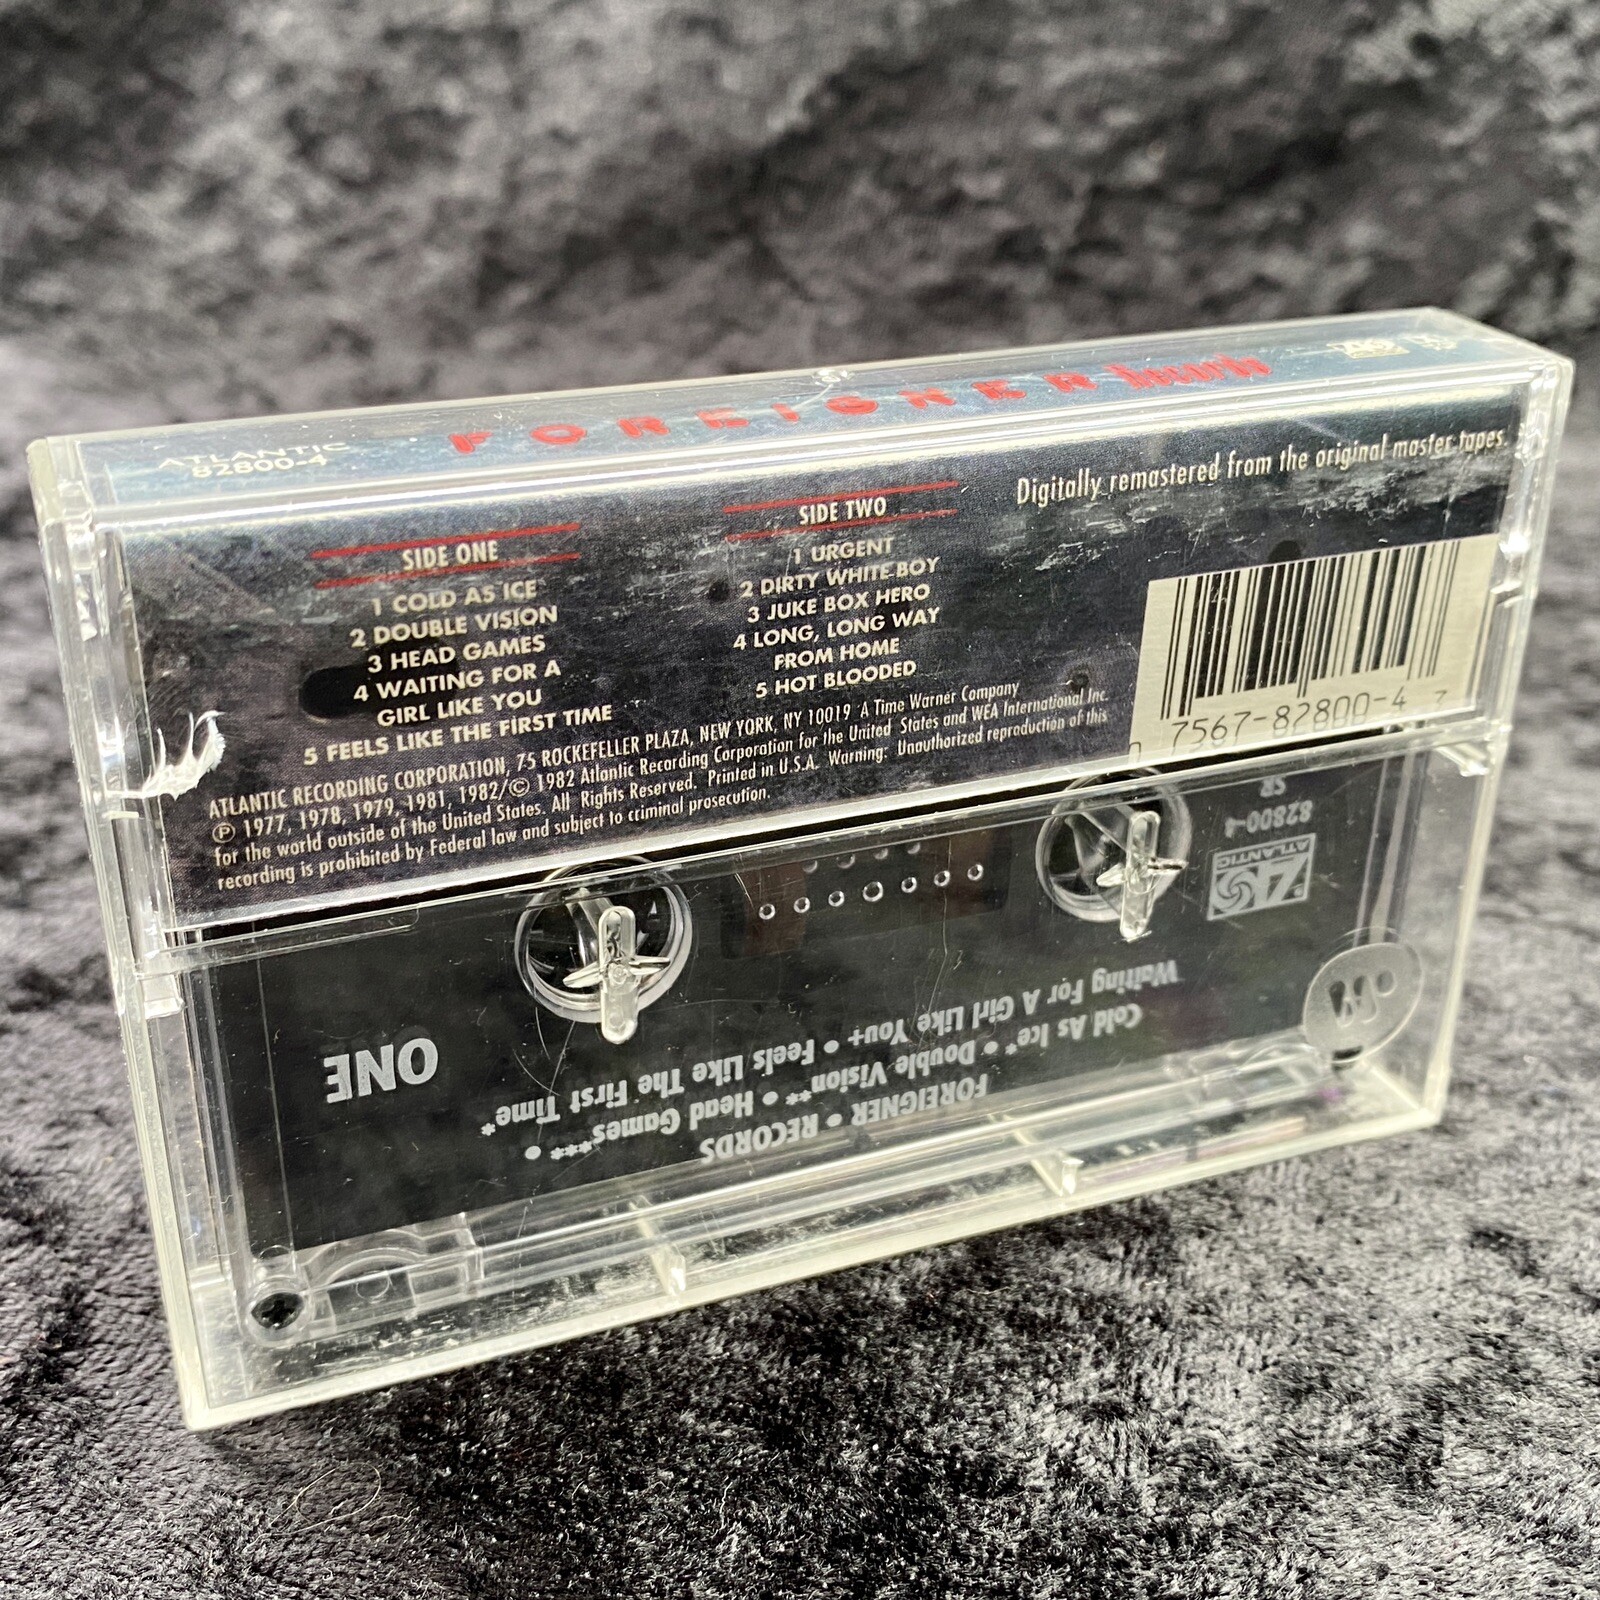 ATLANTIC
82800-4
FOREIGNER Records
Digitally remastered from the original master tapes.
SIDE ONE
1 COLD AS ICE
2 DOUBLE VISION
3 HEAD GAMES
4 WAITING FOR A
GIRL LIKE YOU
5 FEELS LIKE THE FIRST TIME
SIDE TWO
1 URGENT
2 DIRTY WHITE BOY
3 JUKE BOX HERO
4 LONG, LONG WAY
FROM HOME
5 HOT BLOODED
ATLANTIC RECORDING CORPORATION, 75 ROCKEFELLER PLAZA, NEW YORK, NY 10019 A Time Warner Company
℗ 1977, 1978, 1979, 1981, 1982/© 1982 Atlantic Recording Corporation for the United States and WEA International Inc.
for the world outside of the United States. All Rights Reserved. Printed in U.S.A. Warning: Unauthorized reproduction of this
recording is prohibited by Federal law and subject to criminal prosecution.
0 7567-82800-4 7
FOREIGNER • RECORDS
Cold As Ice* • Double Vision** • Head Games*** •
Waiting For A Girl Like You+ • Feels Like The First Time*
ONE
ATLANTIC
82800-4
SR